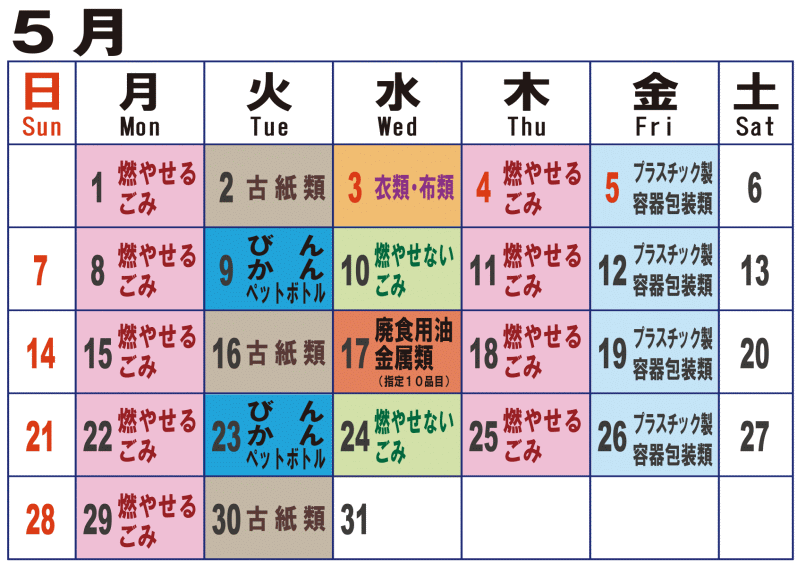 5月
日 月 火 水 木 金 土
Sun Mon Tue Wed Thu Fri Sat
1 燃やせる ごみ
2 古紙類
3 衣類・布類
4 燃やせる ごみ
5 プラスチック製 容器包装類
6
7
8 燃やせる ごみ
9 びん かん ペットボトル
10 燃やせない ごみ
11 燃やせる ごみ
12 プラスチック製 容器包装類
13
14
15 燃やせる ごみ
16 古紙類
17 廃食用油 金属類 (指定10品目)
18 燃やせる ごみ
19 プラスチック製 容器包装類
20
21
22 燃やせる ごみ
23 びん かん ペットボトル
24 燃やせない ごみ
25 燃やせる ごみ
26 プラスチック製 容器包装類
27
28
29 燃やせる ごみ
30 古紙類
31